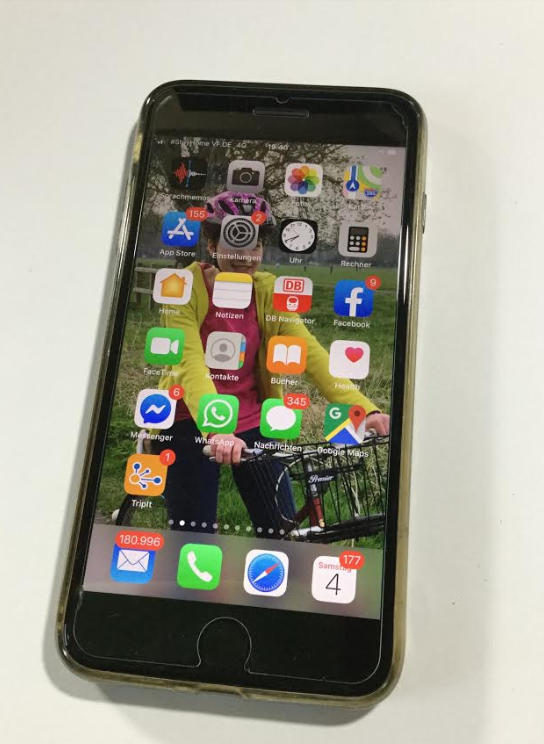 #StayHome VF.DE 4G 19:40
Sprachmemos Kamera
155 2
App Store Einstellungen Uhr Rechner
DB 9
Home Notizen DB Navigator Facebook
FaceTime Kontakte Bücher Health
6 345 G
Messenger WhatsApp Nachrichten Google Maps
1
TripIt
180.996 177
Samstag
4